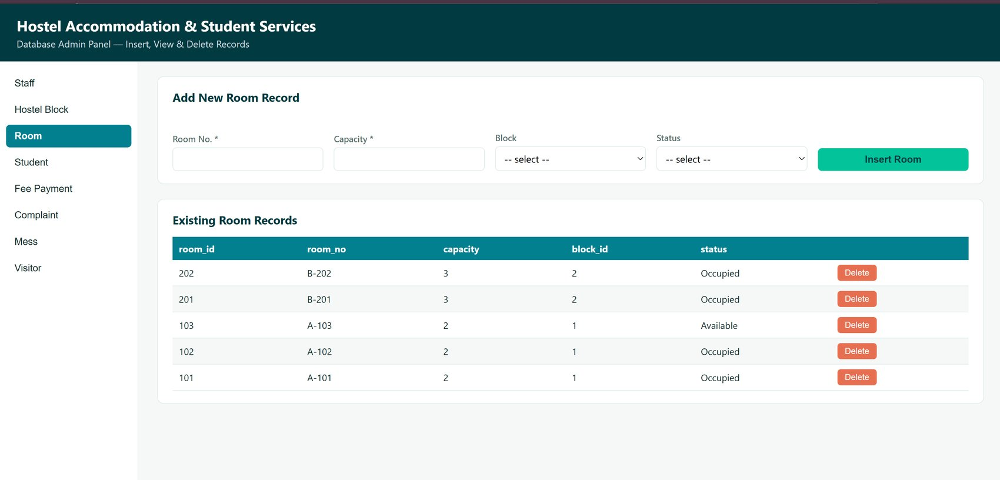 Hostel Accommodation & Student Services
Database Admin Panel — Insert, View & Delete Records
Staff
Hostel Block
Room
Student
Fee Payment
Complaint
Mess
Visitor
Add New Room Record
Room No. *
Capacity *
Block
Status
-- select --
-- select --
Insert Room
Existing Room Records
room_id room_no capacity block_id status
202 B-202 3 2 Occupied Delete
201 B-201 3 2 Occupied Delete
103 A-103 2 1 Available Delete
102 A-102 2 1 Occupied Delete
101 A-101 2 1 Occupied Delete